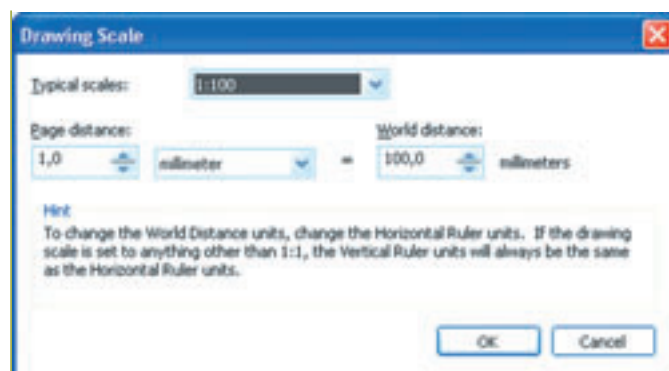 Drawing Scale
Typical scales: 1:100
Page distance: World distance:
1,0 milimeter = 100,0 milimeters
Hint
To change the World Distance units, change the Horizontal Ruler units. If the drawing
scale is set to anything other than 1:1, the Vertical Ruler units will always be the same
as the Horizontal Ruler units.
OK Cancel